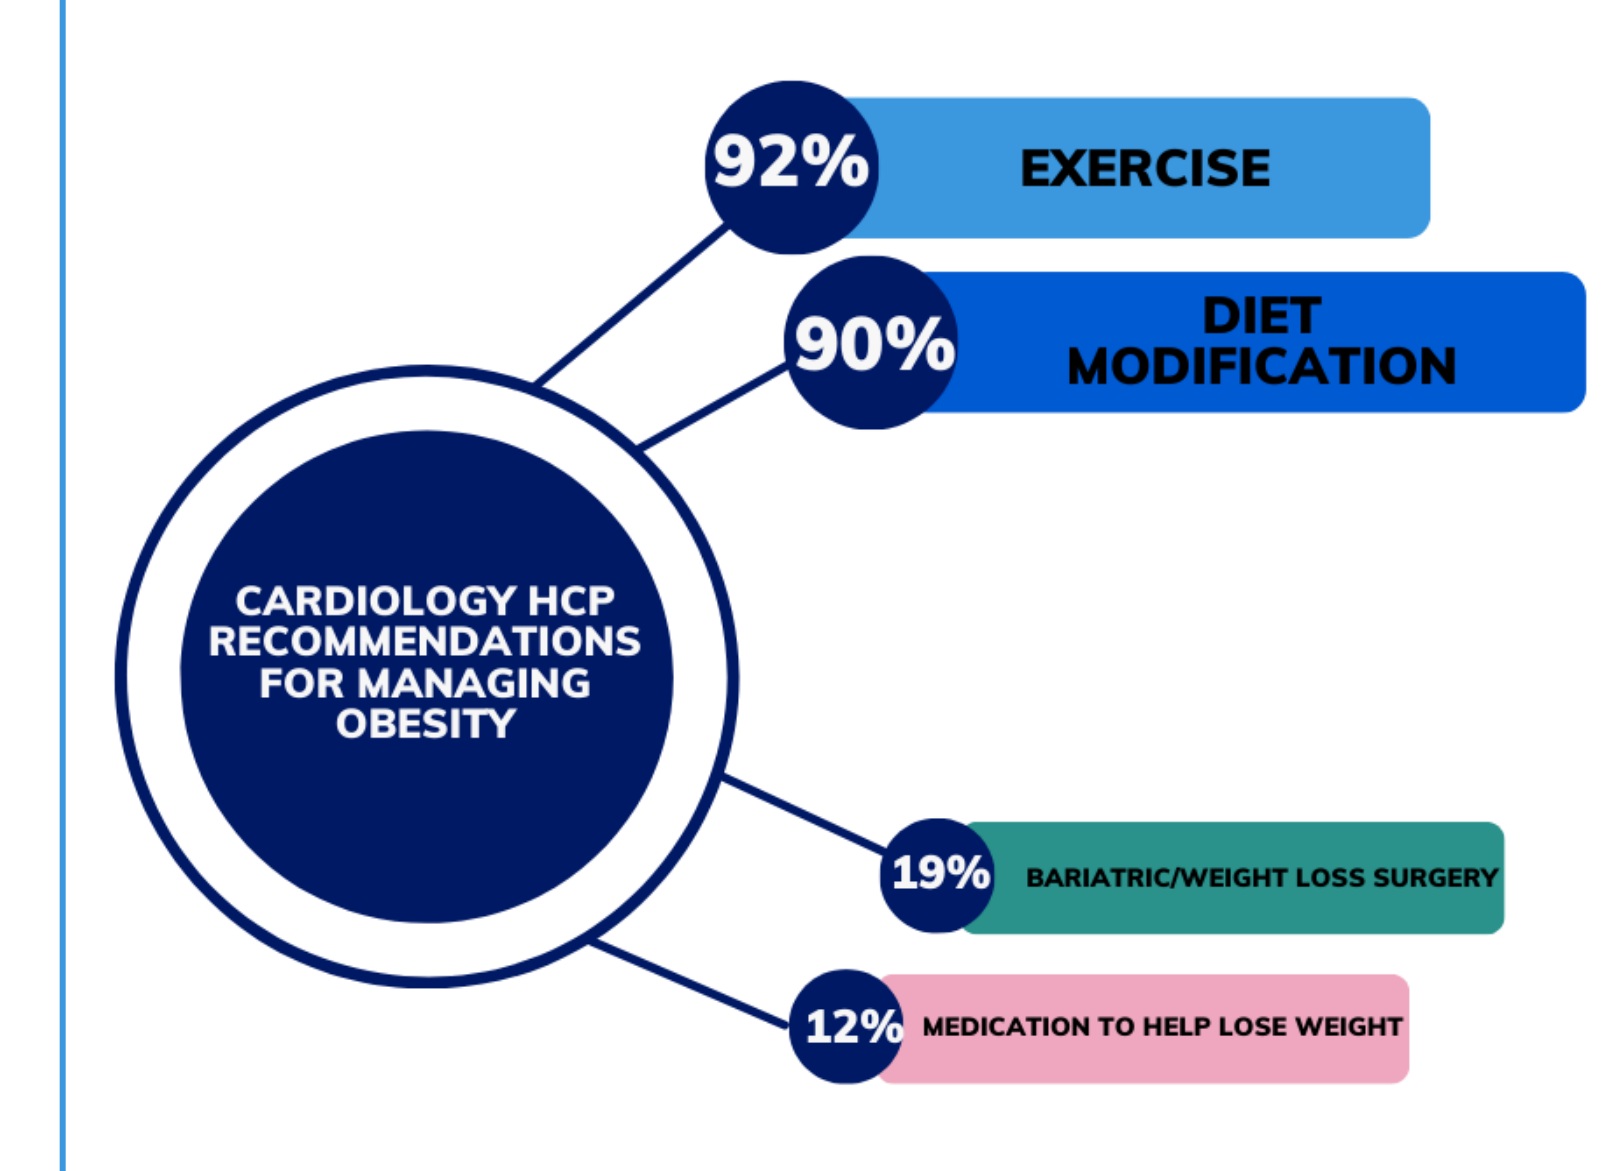 92%
EXERCISE
90%
DIET
MODIFICATION
CARDIOLOGY HCP
RECOMMENDATIONS
FOR MANAGING
OBESITY
19%
BARIATRIC/WEIGHT LOSS SURGERY
12%
MEDICATION TO HELP LOSE WEIGHT